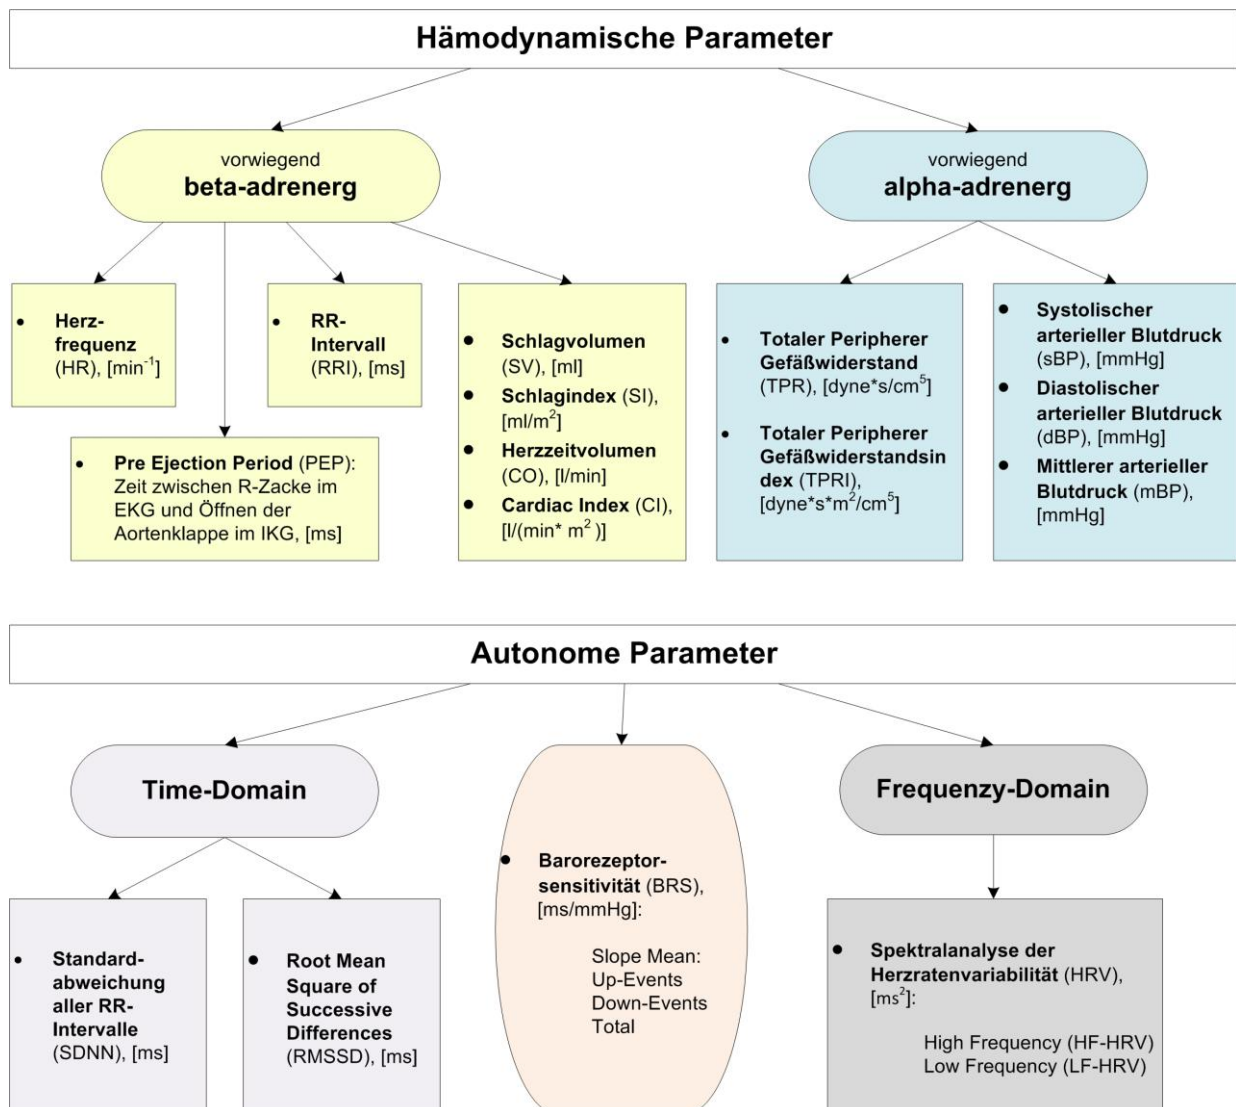 Hämodynamische Parameter
vorwiegend
beta-adrenerg
vorwiegend
alpha-adrenerg
• Herz-
frequenz
(HR), [min⁻¹]
• RR-
Intervall
(RRI), [ms]
• Pre Ejection Period (PEP):
Zeit zwischen R-Zacke im
EKG und Öffnen der
Aortenklappe im IKG, [ms]
• Schlagvolumen
(SV), [ml]
• Schlagindex (SI),
[ml/m²]
• Herzzeitvolumen
(CO), [l/min]
• Cardiac Index (CI),
[l/(min* m² )]
• Totaler Peripherer
Gefäßwiderstand
(TPR), [dyne*s/cm⁵]
• Totaler Peripherer
Gefäßwiderstandsin
dex (TPRI),
[dyne*s*m²/cm⁵]
• Systolischer
arterieller Blutdruck
(sBP), [mmHg]
• Diastolischer
arterieller Blutdruck
(dBP), [mmHg]
• Mittlerer arterieller
Blutdruck (mBP),
[mmHg]
Autonome Parameter
Time-Domain
Frequenzy-Domain
• Standard-
abweichung
aller RR-
Intervalle
(SDNN), [ms]
• Root Mean
Square of
Successive
Differences
(RMSSD), [ms]
• Barorezeptor-
sensitivität (BRS),
[ms/mmHg]:
Slope Mean:
Up-Events
Down-Events
Total
• Spektralanalyse der
Herzratenvariabilität (HRV),
[ms²]:
High Frequency (HF-HRV)
Low Frequency (LF-HRV)